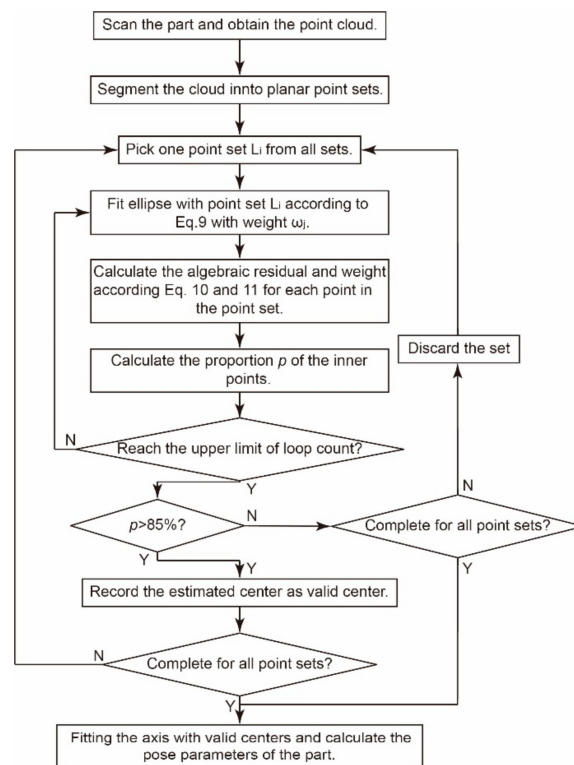 Scan the part and obtain the point cloud.
Segment the cloud innto planar point sets.
Pick one point set Li from all sets.
Fit ellipse with point set Li according to
Eq.9 with weight ωj.
Calculate the algebraic residual and weight
according Eq. 10 and 11 for each point in
the point set.
Discard the set
Calculate the proportion p of the inner
points.
N
Reach the upper limit of loop count?
Y
N
p>85%?
N
Complete for all point sets?
Y
Y
Y
Record the estimated center as valid center.
N
Complete for all point sets?
Y
Fitting the axis with valid centers and calculate the
pose parameters of the part.